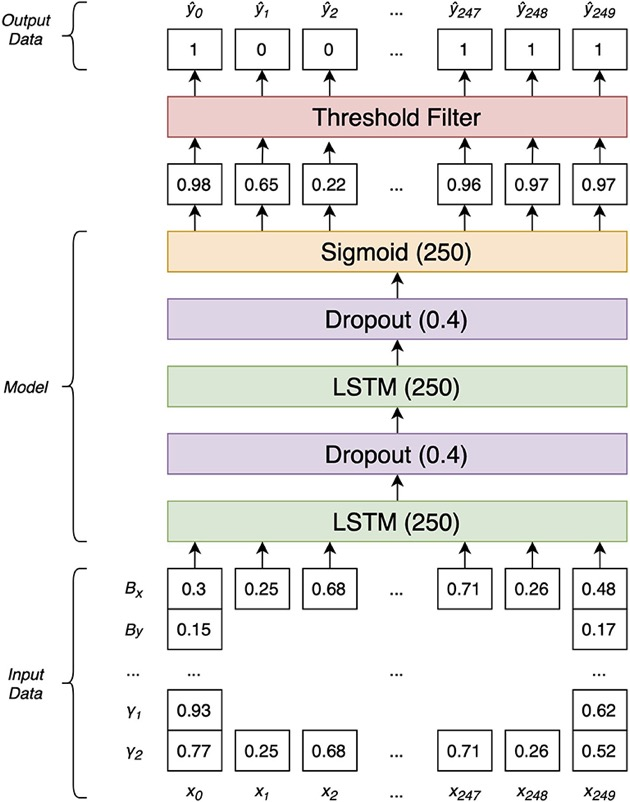 Output Data ŷ0 ŷ1 ŷ2 ... ŷ247 ŷ248 ŷ249
1 0 0 ... 1 1 1
Threshold Filter
0.98 0.65 0.22 ... 0.96 0.97 0.97
Model
Sigmoid (250)
Dropout (0.4)
LSTM (250)
Dropout (0.4)
LSTM (250)
Input Data
Bx 0.3 0.25 0.68 ... 0.71 0.26 0.48
By 0.15 0.17
... ... ... ...
γ1 0.93 0.62
γ2 0.77 0.25 0.68 ... 0.71 0.26 0.52
x0 x1 x2 ... x247 x248 x249